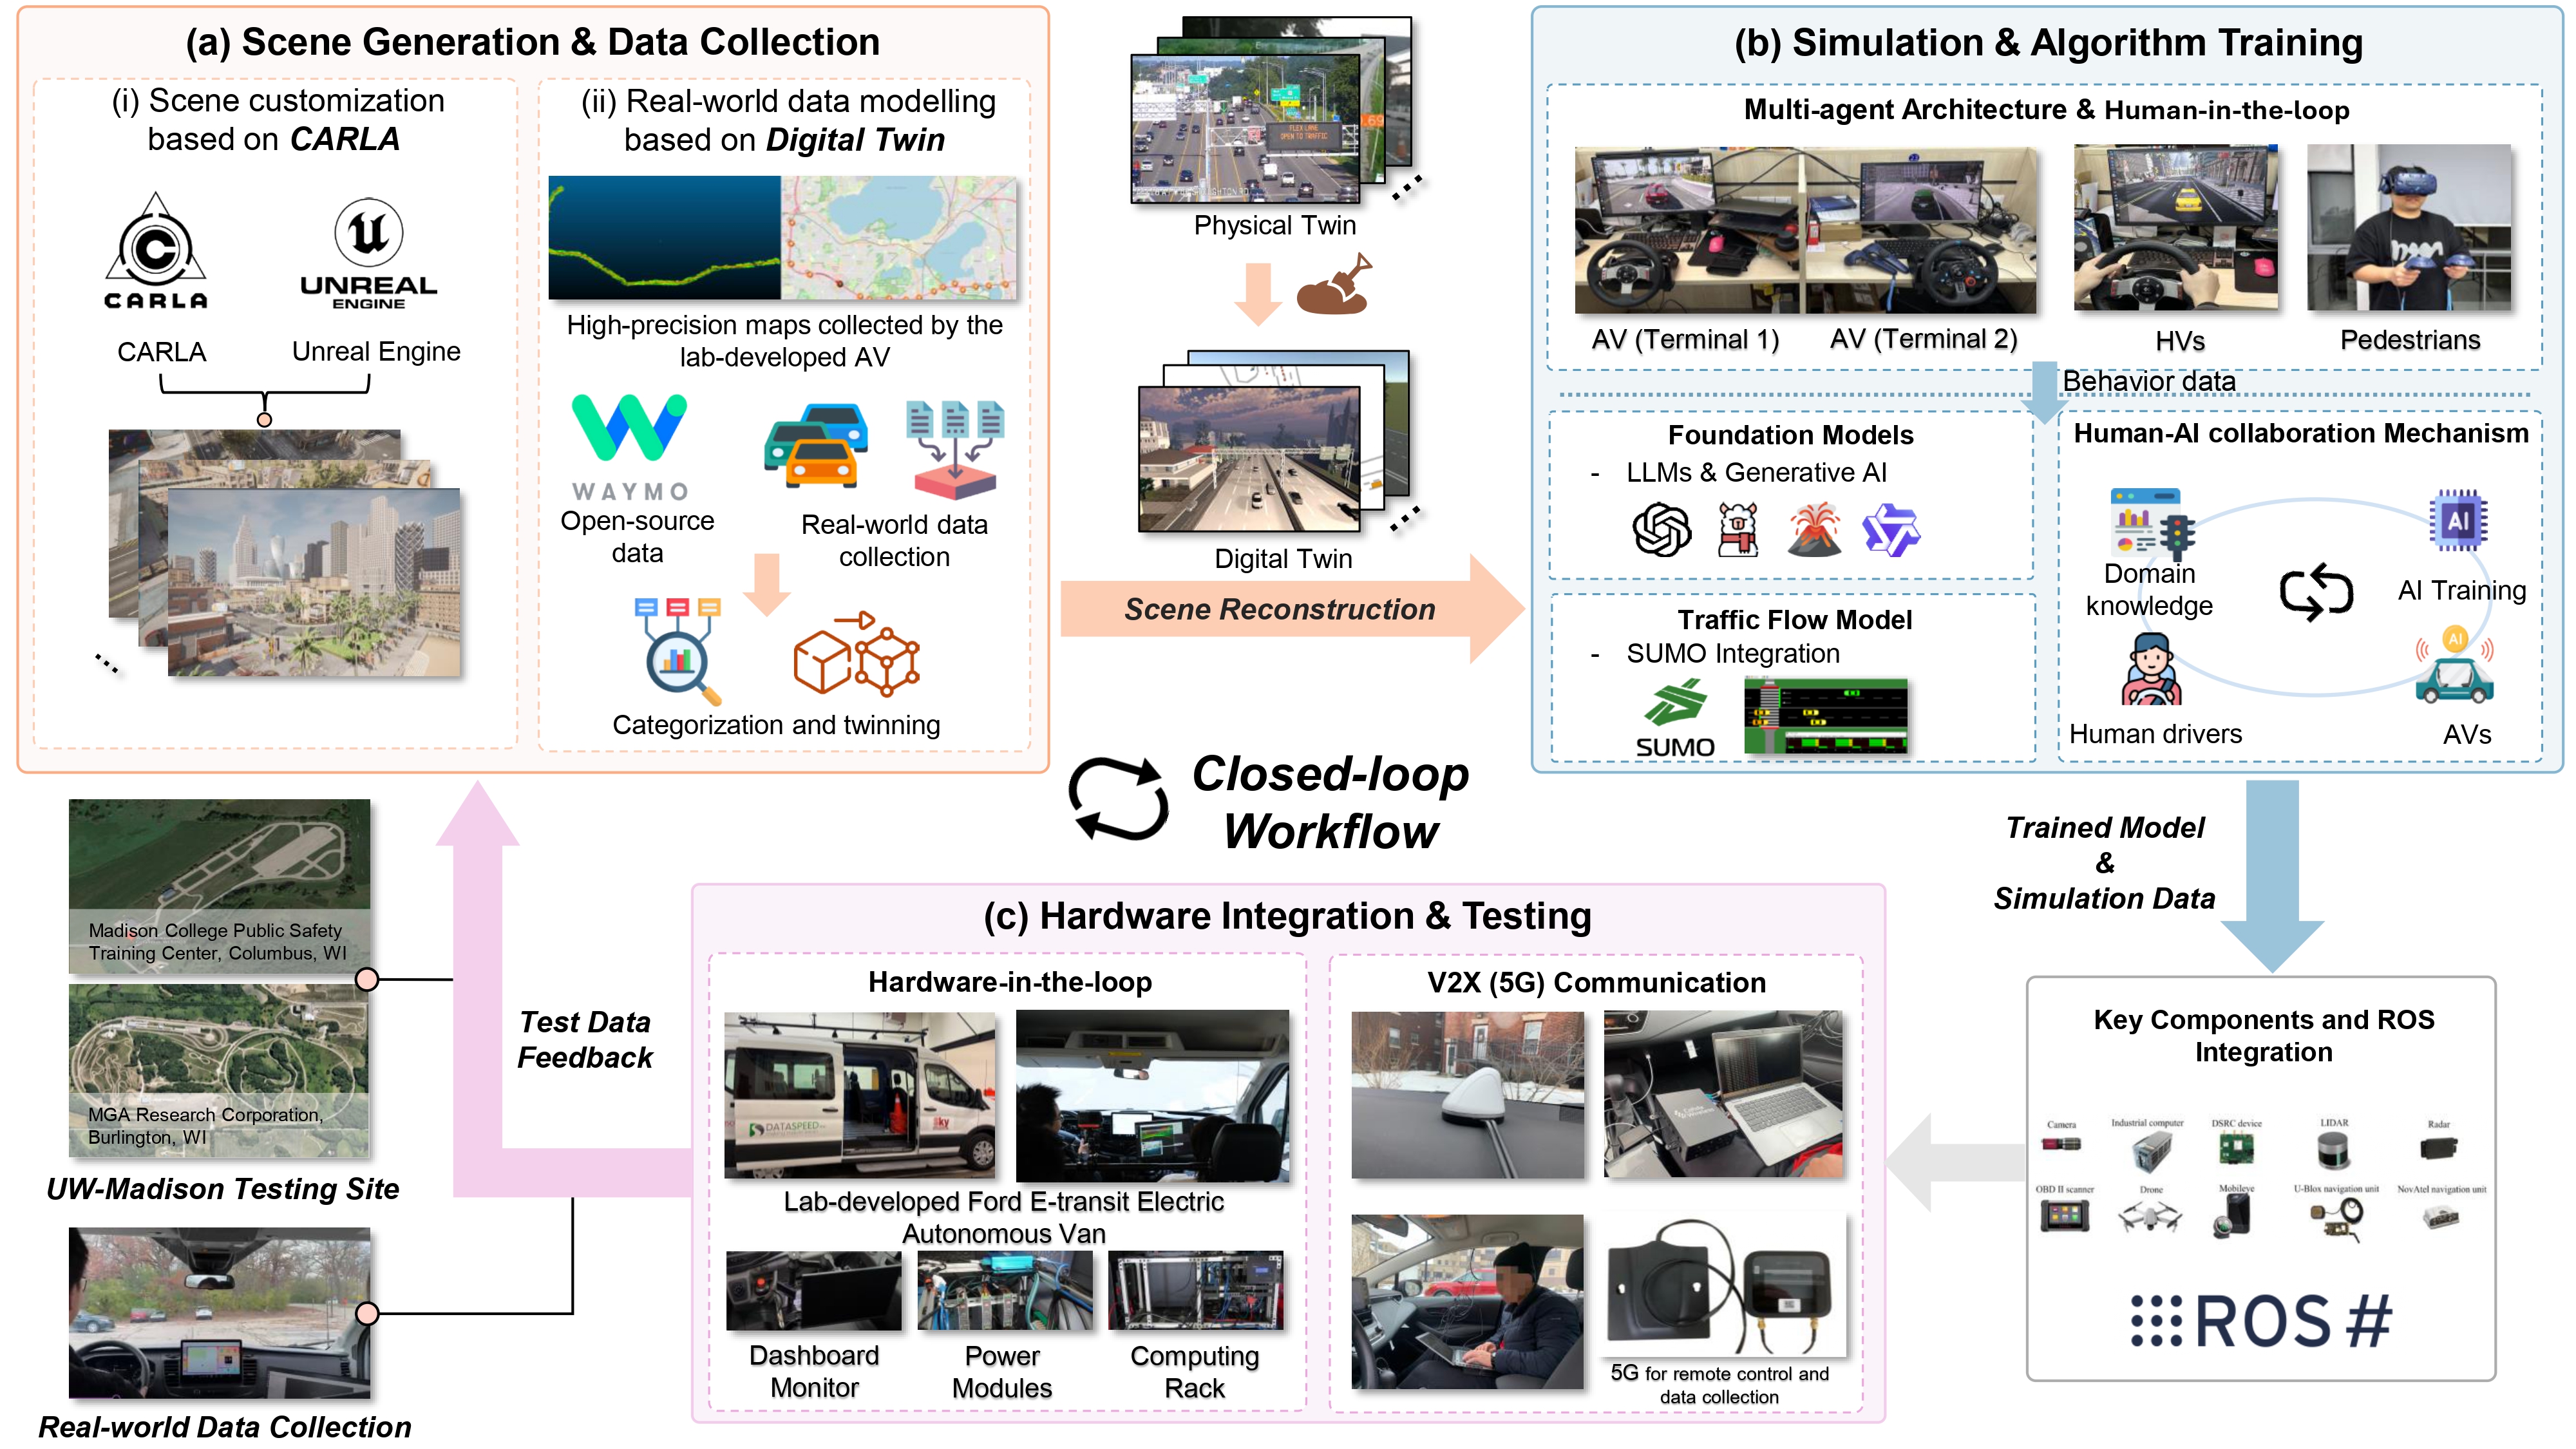 (a) Scene Generation & Data Collection
(i) Scene customization
based on CARLA
CARLA
UNREAL
ENGINE
CARLA
Unreal Engine
(ii) Real-world data modelling
based on Digital Twin
High-precision maps collected by the
lab-developed AV
WAYMO
Open-source
data
Real-world data
collection
Categorization and twinning
FLEX LANE
OPEN TO TRAFFIC
Physical Twin
Digital Twin
Scene Reconstruction
(b) Simulation & Algorithm Training
Multi-agent Architecture & Human-in-the-loop
AV (Terminal 1)
AV (Terminal 2)
HVs
Pedestrians
Behavior data
Foundation Models
- LLMs & Generative AI
Traffic Flow Model
- SUMO Integration
SUMO
Human-AI collaboration Mechanism
Domain
knowledge
AI
AI Training
Human drivers
AI
AVs
Closed-loop
Workflow
Trained Model
&
Simulation Data
Key Components and ROS
Integration
Camera
Industrial computer
DSRC device
LIDAR
Radar
OBD II scanner
Drone
Mobileye
U-Blox navigation unit
NovAtel navigation unit
ROS #
(c) Hardware Integration & Testing
Hardware-in-the-loop
DATASPEED
Lab-developed Ford E-transit Electric
Autonomous Van
Dashboard
Monitor
Power
Modules
Computing
Rack
V2X (5G) Communication
5G for remote control and
data collection
Test Data
Feedback
Madison College Public Safety
Training Center, Columbus, WI
MGA Research Corporation,
Burlington, WI
UW-Madison Testing Site
Real-world Data Collection